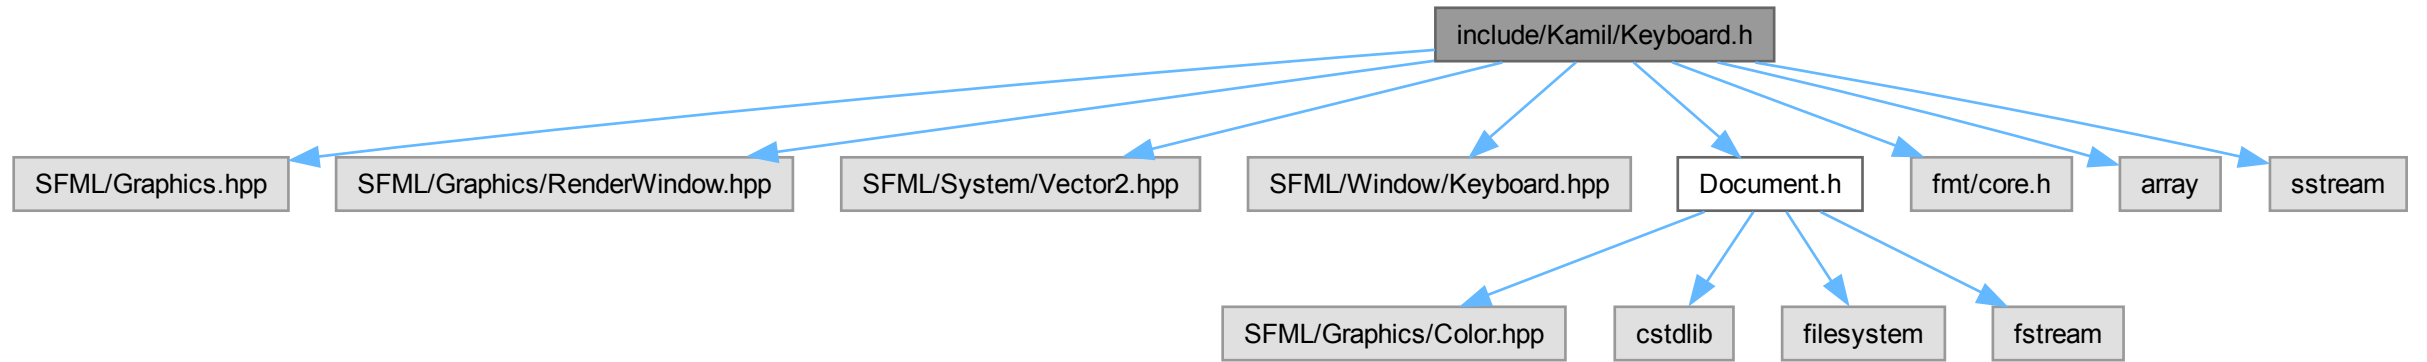 include/Kamil/Keyboard.h
SFML/Graphics.hpp
SFML/Graphics/RenderWindow.hpp
SFML/System/Vector2.hpp
SFML/Window/Keyboard.hpp
Document.h
fmt/core.h
array
sstream
SFML/Graphics/Color.hpp
cstdlib
filesystem
fstream